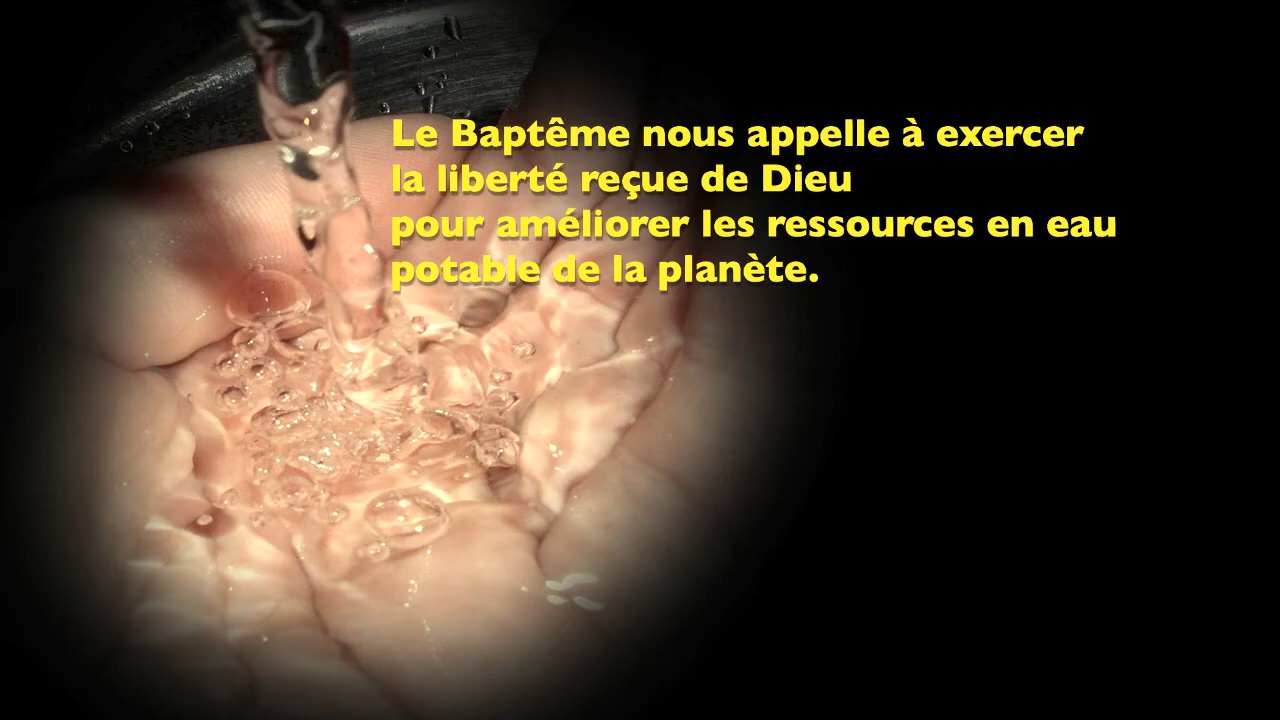 Le Baptême nous appelle à exercer
la liberté reçue de Dieu
pour améliorer les ressources en eau
potable de la planète.